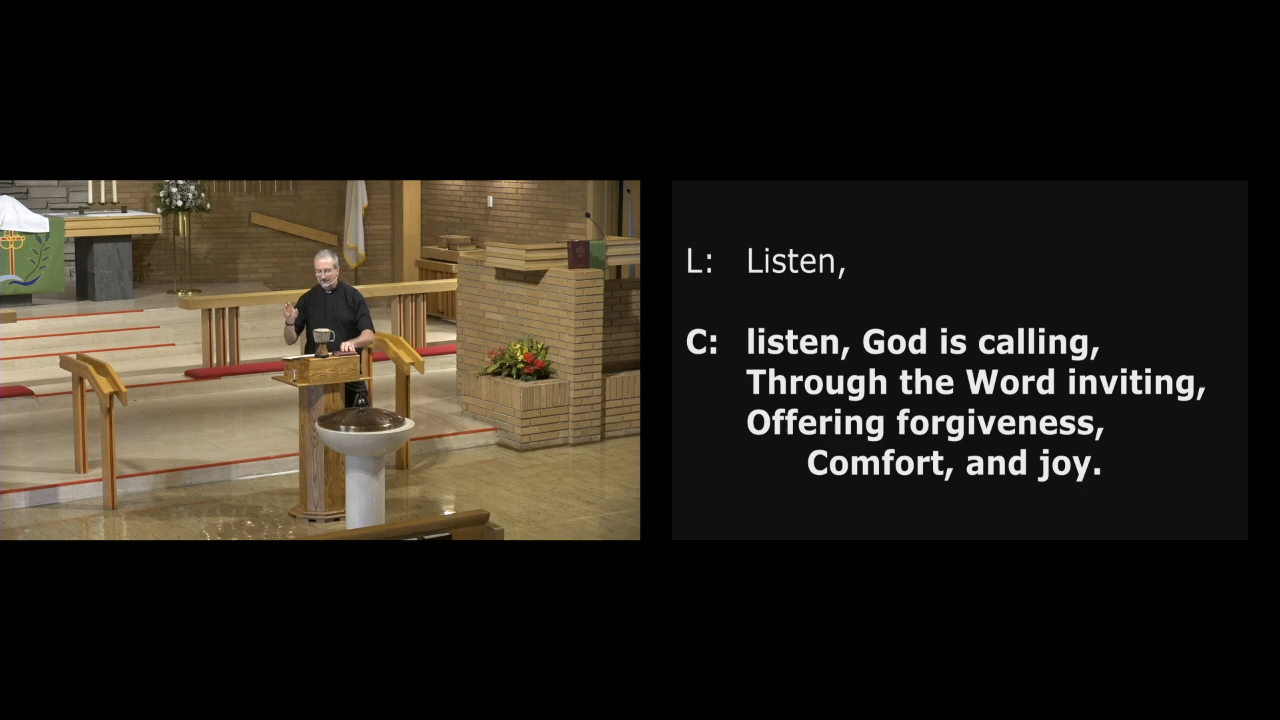 L: Listen,
C: listen, God is calling,
Through the Word inviting,
Offering forgiveness,
Comfort, and joy.